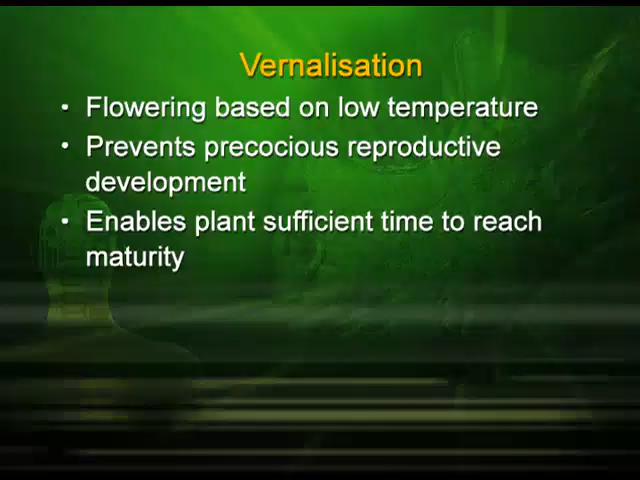 Vernalisation
• Flowering based on low temperature
• Prevents precocious reproductive
development
• Enables plant sufficient time to reach
maturity